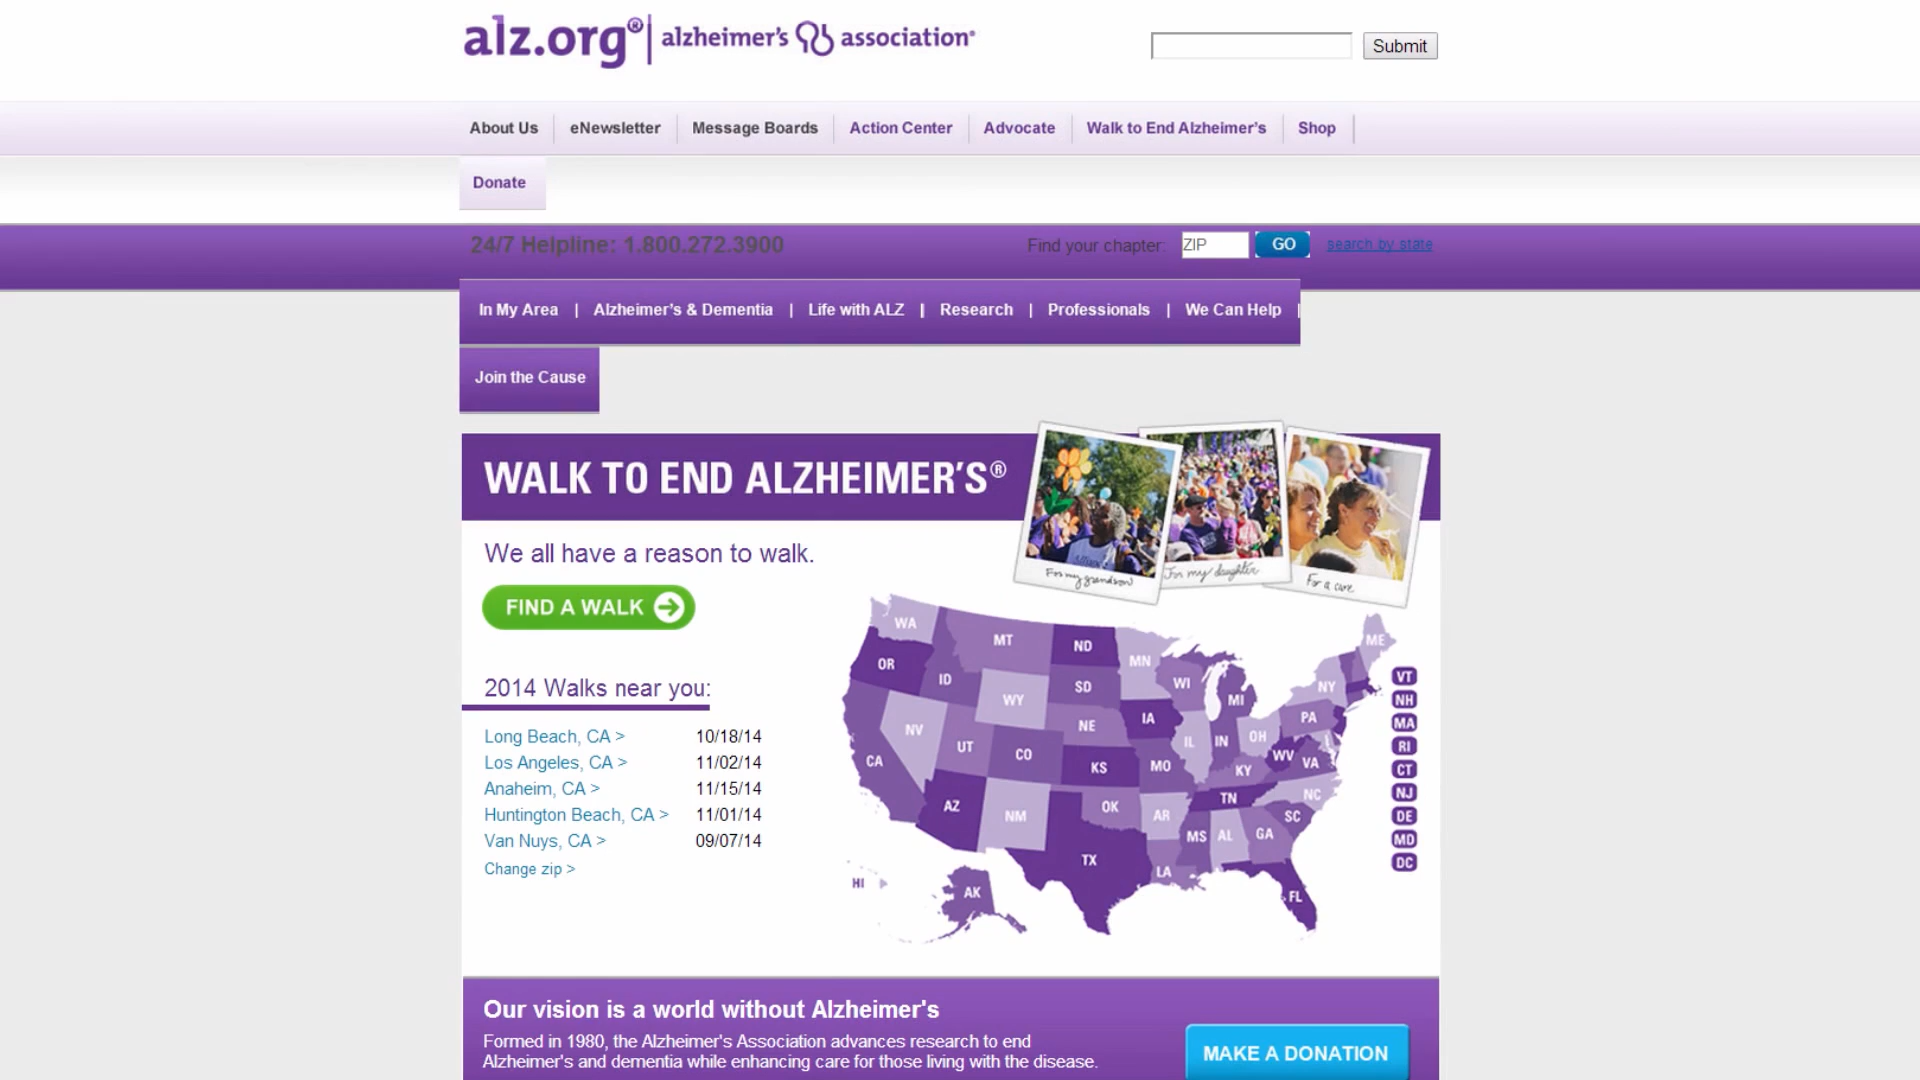 alz.org® | alzheimer's association®
Submit
About Us
eNewsletter
Message Boards
Action Center
Advocate
Walk to End Alzheimer's
Shop
Donate
24/7 Helpline: 1.800.272.3900
Find your chapter: ZIP GO search by state
In My Area | Alzheimer's & Dementia | Life with ALZ | Research | Professionals | We Can Help |
Join the Cause
WALK TO END ALZHEIMER'S®
For my grandson
For my daughter
For a cure
We all have a reason to walk.
FIND A WALK
2014 Walks near you:
Long Beach, CA > 10/18/14
Los Angeles, CA > 11/02/14
Anaheim, CA > 11/15/14
Huntington Beach, CA > 11/01/14
Van Nuys, CA > 09/07/14
Change zip >
WA
MT
ND
MN
ME
OR
ID
WY
SD
WI
MI
NY
VT
NH
MA
RI
CT
NJ
DE
MD
DC
NV
UT
CO
NE
IA
IL
IN
OH
PA
CA
KS
MO
KY
WV
VA
AZ
NM
OK
AR
TN
NC
SC
MS
AL
GA
TX
LA
FL
HI
AK
Our vision is a world without Alzheimer's
Formed in 1980, the Alzheimer's Association advances research to end
Alzheimer's and dementia while enhancing care for those living with the disease.
MAKE A DONATION